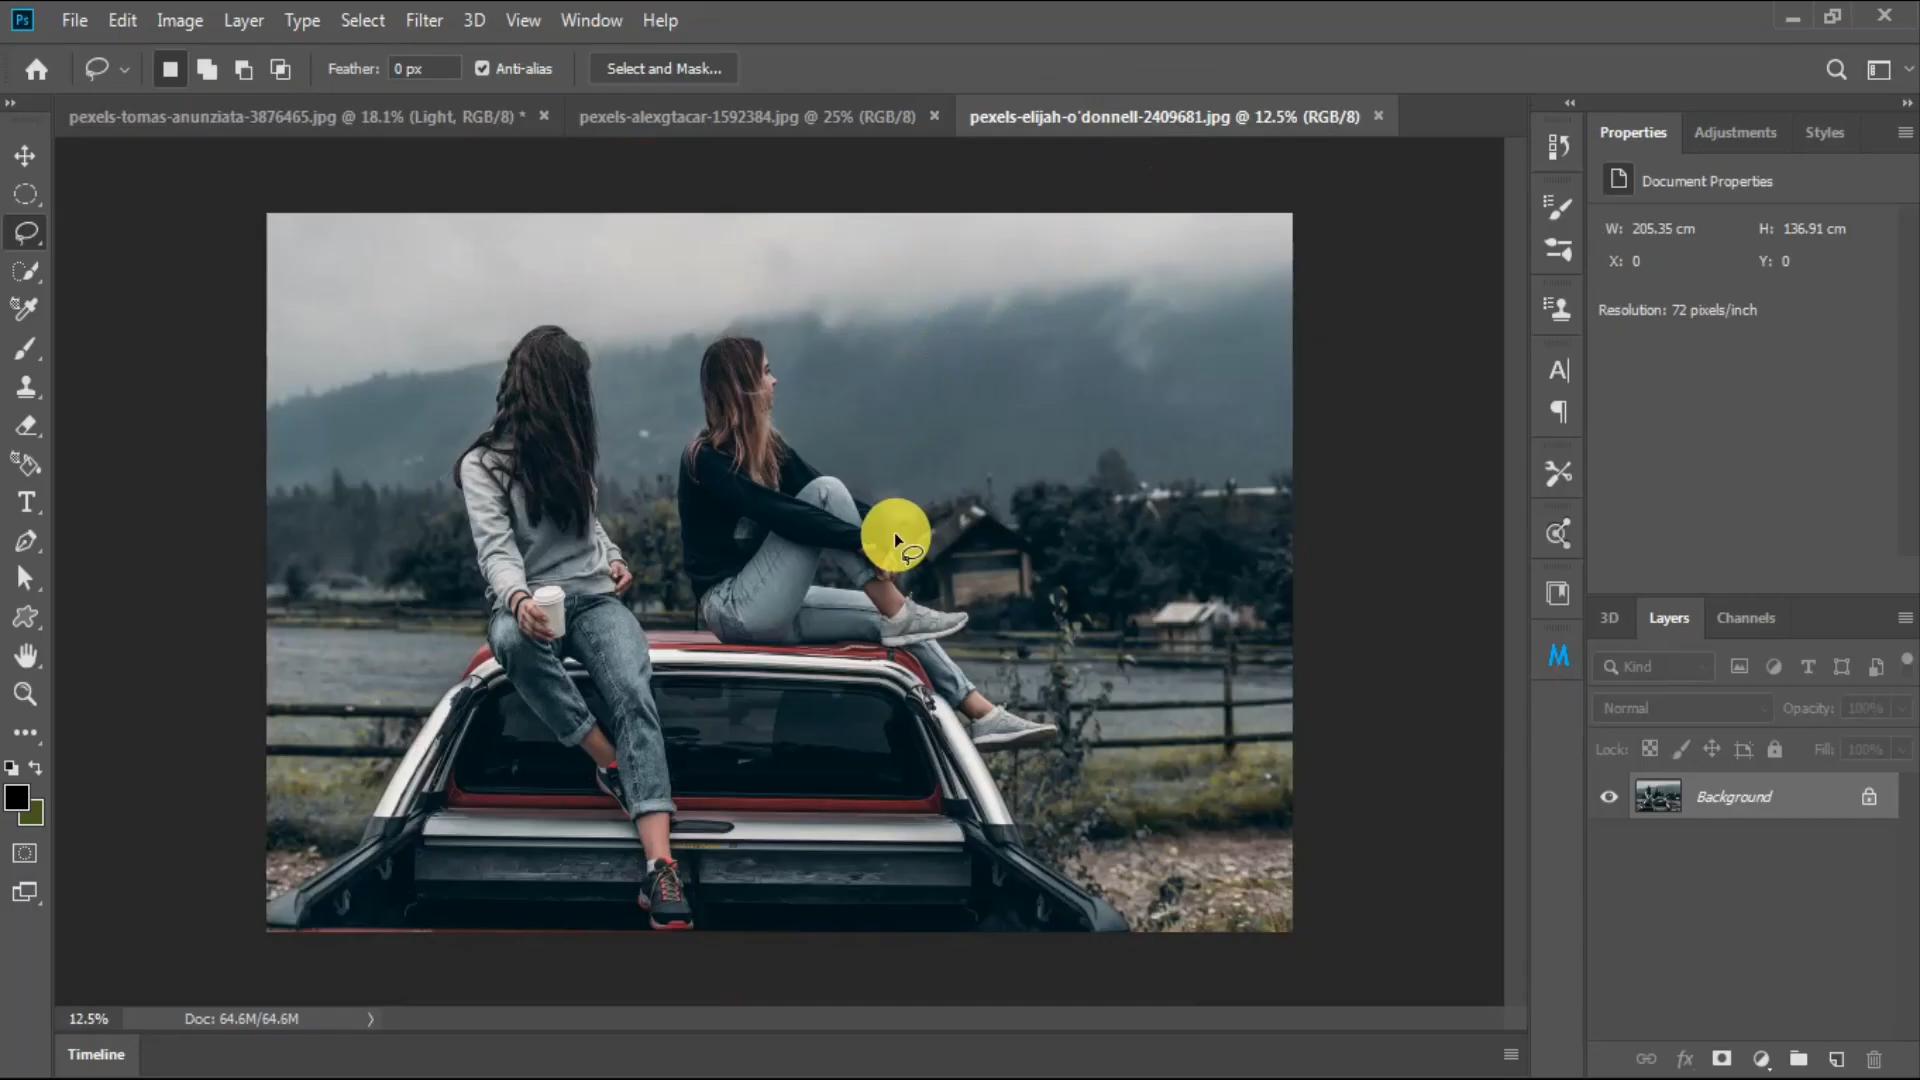 Ps File Edit Image Layer Type Select Filter 3D View Window Help
Feather: 0 px Anti-alias Select and Mask...
pexels-tomas-anunziata-3876465.jpg @ 18.1% (Light, RGB/8) * pexels-alexgtacar-1592384.jpg @ 25% (RGB/8) pexels-elijah-o'donnell-2409681.jpg @ 12.5% (RGB/8)
Properties Adjustments Styles
Document Properties
W: 205.35 cm H: 136.91 cm
X: 0 Y: 0
Resolution: 72 pixels/inch
3D Layers Channels
Kind
Normal Opacity: 100%
Lock: Fill: 100%
Background
12.5% Doc: 64.6M/64.6M
Timeline